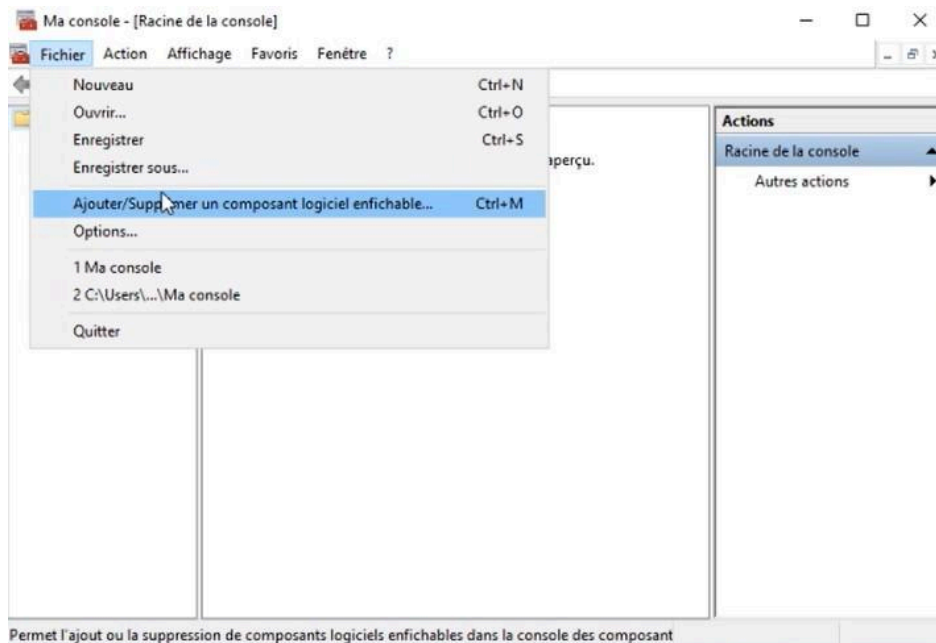 Ma console - [Racine de la console]
Fichier Action Affichage Favoris Fenêtre ?
Nouveau Ctrl+N
Ouvrir... Ctrl+O
Enregistrer Ctrl+S
Enregistrer sous...
Ajouter/Supprimer un composant logiciel enfichable... Ctrl+M
Options...
1 Ma console
2 C:\Users\...\Ma console
Quitter
aperçu.
Actions
Racine de la console
Autres actions
Permet l'ajout ou la suppression de composants logiciels enfichables dans la console des composant